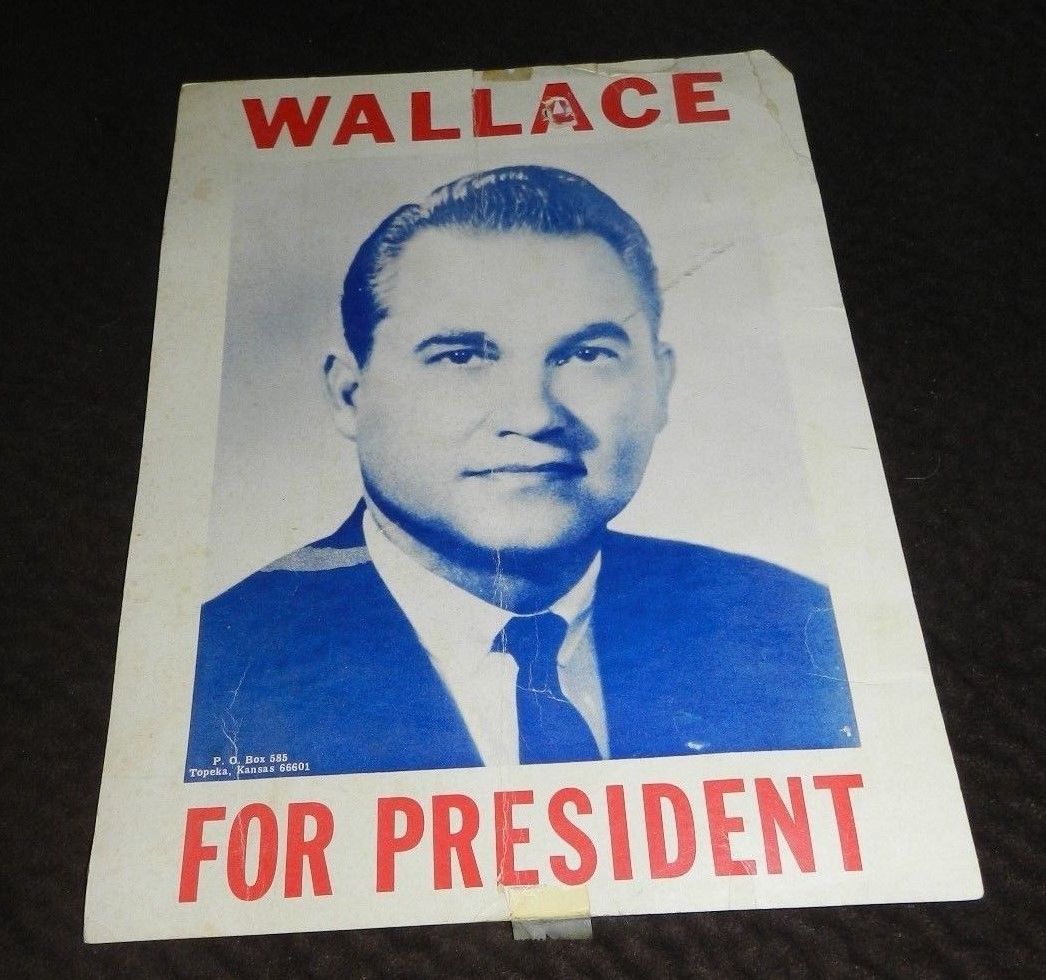 WALLACE
P. O. Box 585
Topeka, Kansas 66601
FOR PRESIDENT